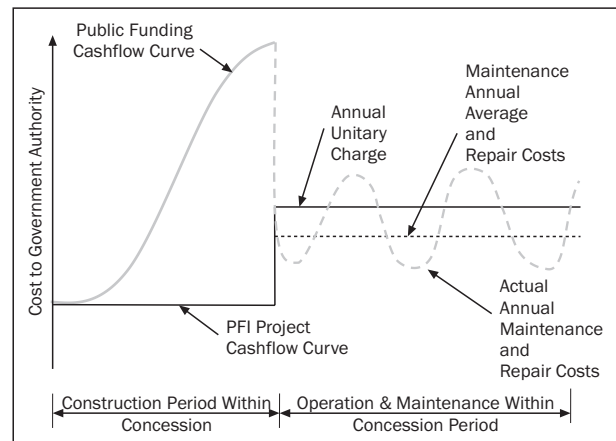 Public Funding
Cashflow Curve
Maintenance
Annual
Average
and
Repair Costs
Annual
Unitary
Charge
Cost to Government Authority
PFI Project
Cashflow Curve
Actual
Annual
Maintenance
and
Repair Costs
Construction Period Within
Concession
Operation & Maintenance Within
Concession Period